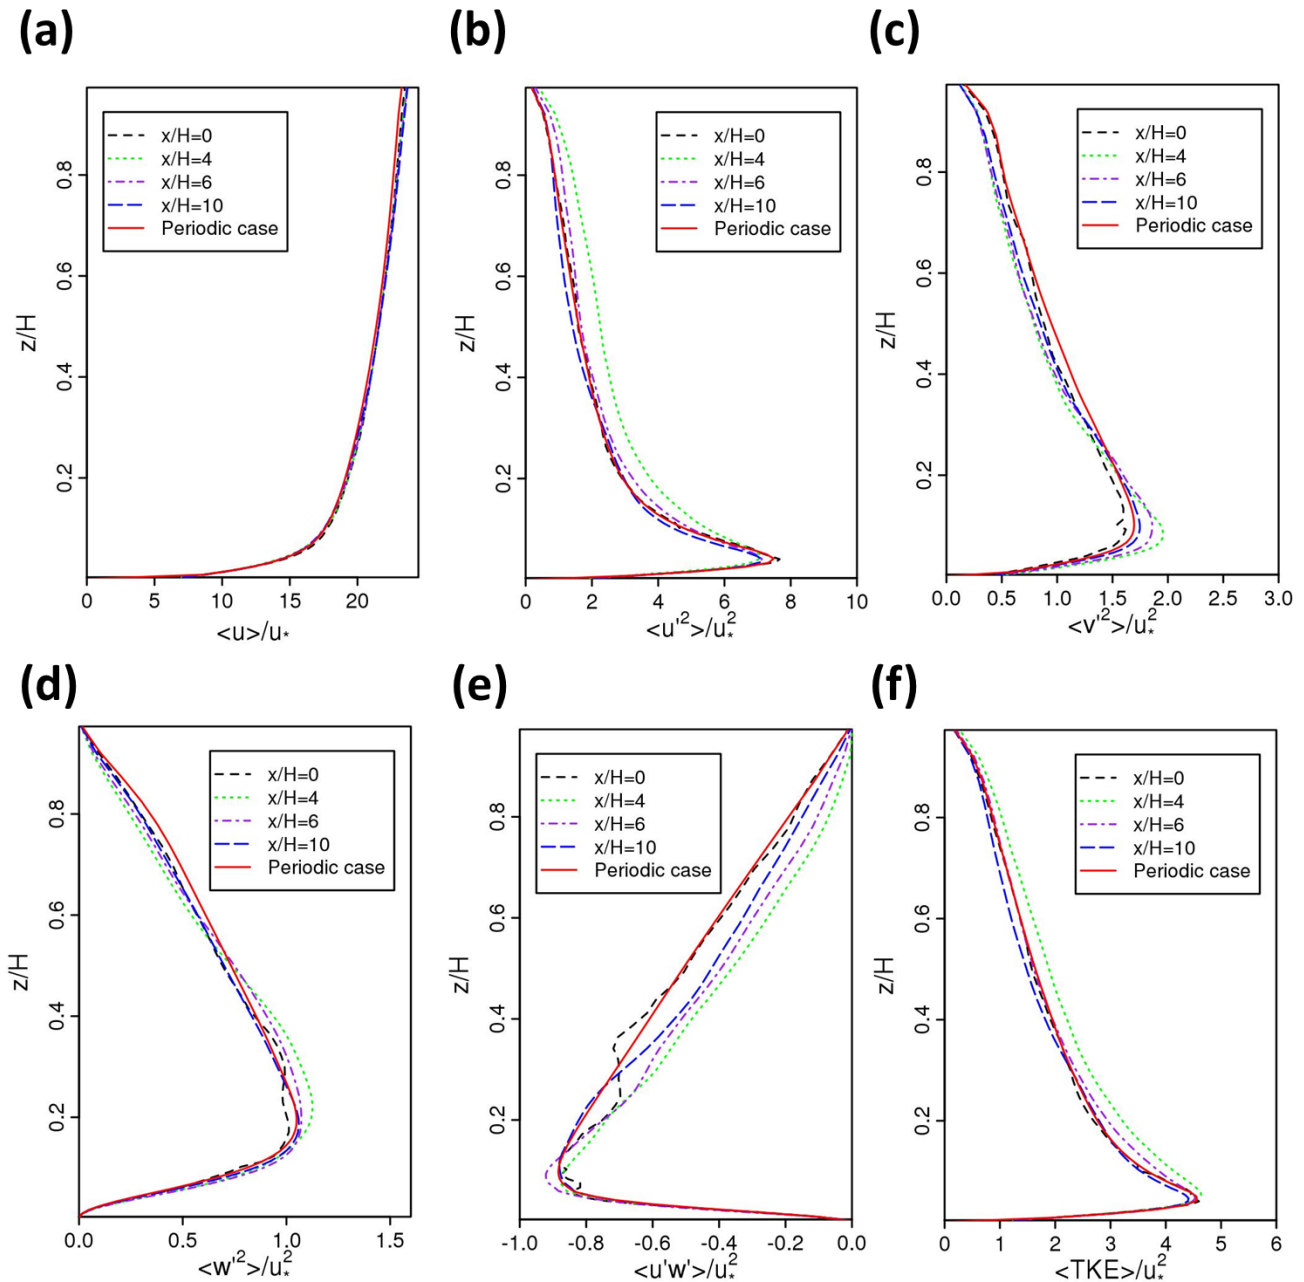 (a)
x/H=0
x/H=4
x/H=6
x/H=10
Periodic case
z/H
0.2 0.4 0.6 0.8
0 5 10 15 20
<u>/u*
(b)
x/H=0
x/H=4
x/H=6
x/H=10
Periodic case
z/H
0.2 0.4 0.6 0.8
0 2 4 6 8 10
<u'²>/u*²
(c)
x/H=0
x/H=4
x/H=6
x/H=10
Periodic case
z/H
0.2 0.4 0.6 0.8
0.0 0.5 1.0 1.5 2.0 2.5 3.0
<v'²>/u*²
(d)
x/H=0
x/H=4
x/H=6
x/H=10
Periodic case
z/H
0.2 0.4 0.6 0.8
0.0 0.5 1.0 1.5
<w'²>/u*²
(e)
x/H=0
x/H=4
x/H=6
x/H=10
Periodic case
z/H
0.2 0.4 0.6 0.8
-1.0 -0.8 -0.6 -0.4 -0.2 0.0
<u'w'>/u*²
(f)
x/H=0
x/H=4
x/H=6
x/H=10
Periodic case
z/H
0.2 0.4 0.6 0.8
0 1 2 3 4 5 6
<TKE>/u*²